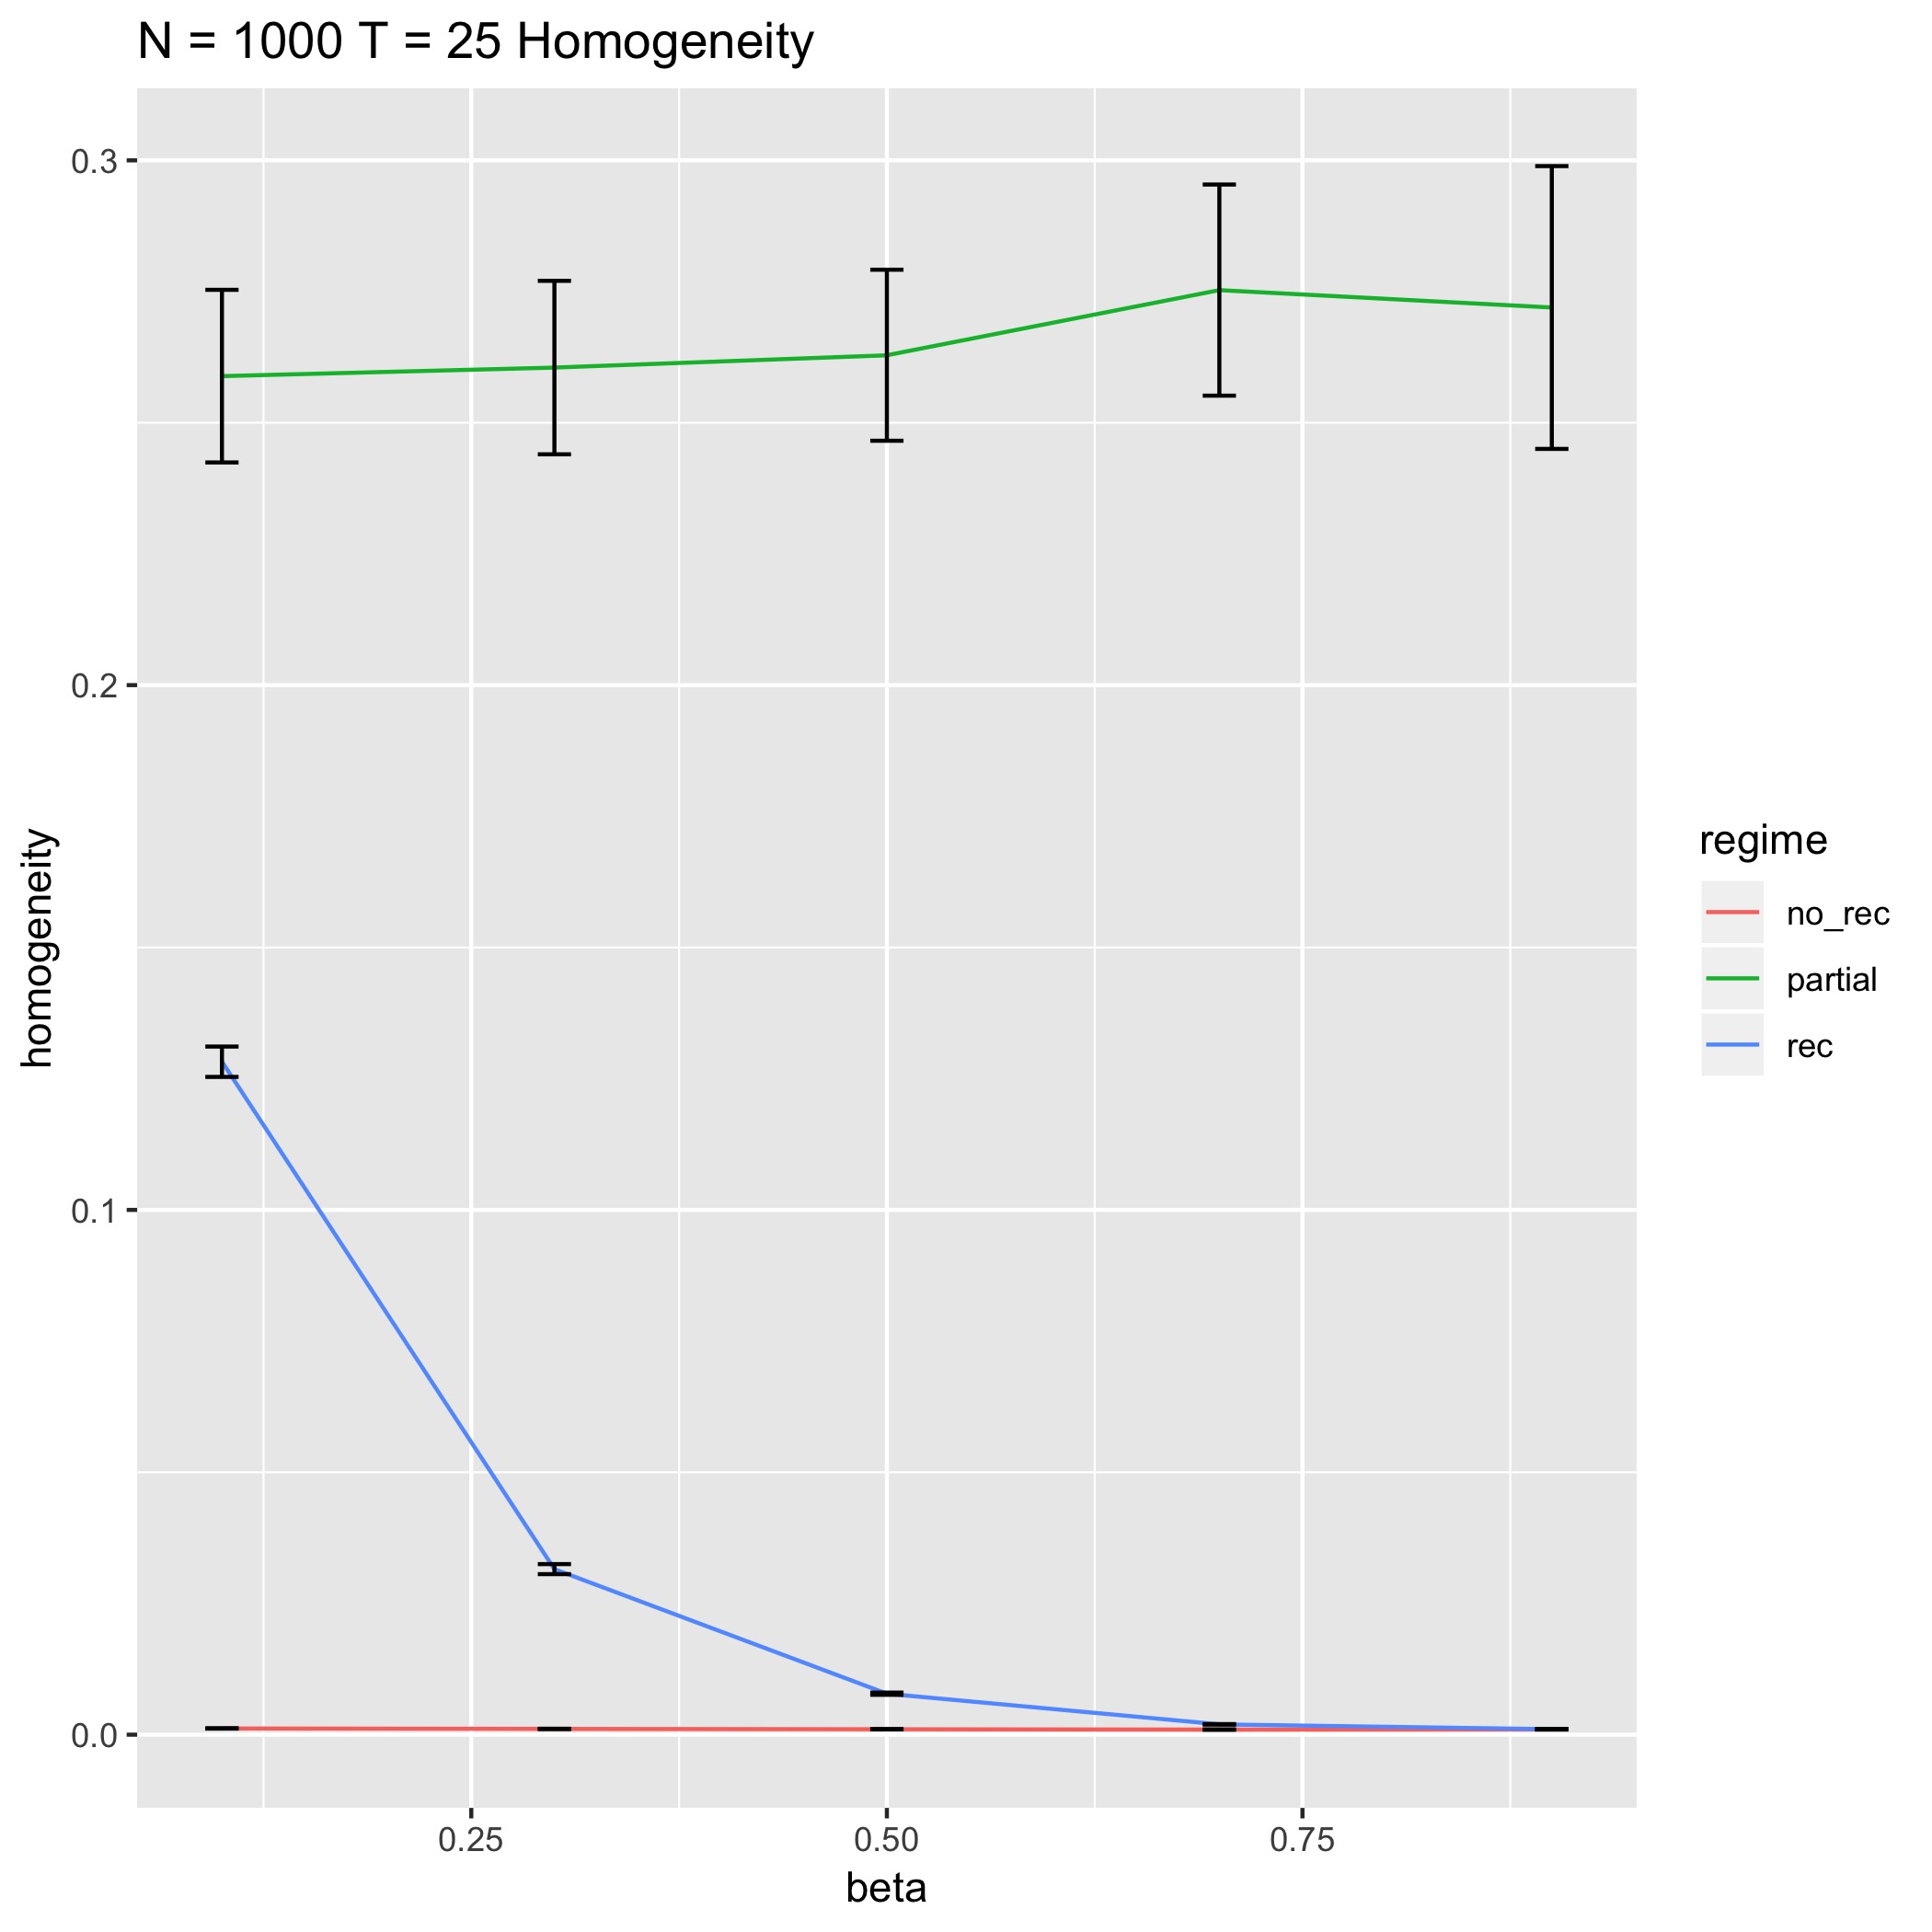 N = 1000 T = 25 Homogeneity
0.3
0.2
0.1
0.0
homogeneity
0.25
0.50
0.75
beta
regime
no_rec
partial
rec